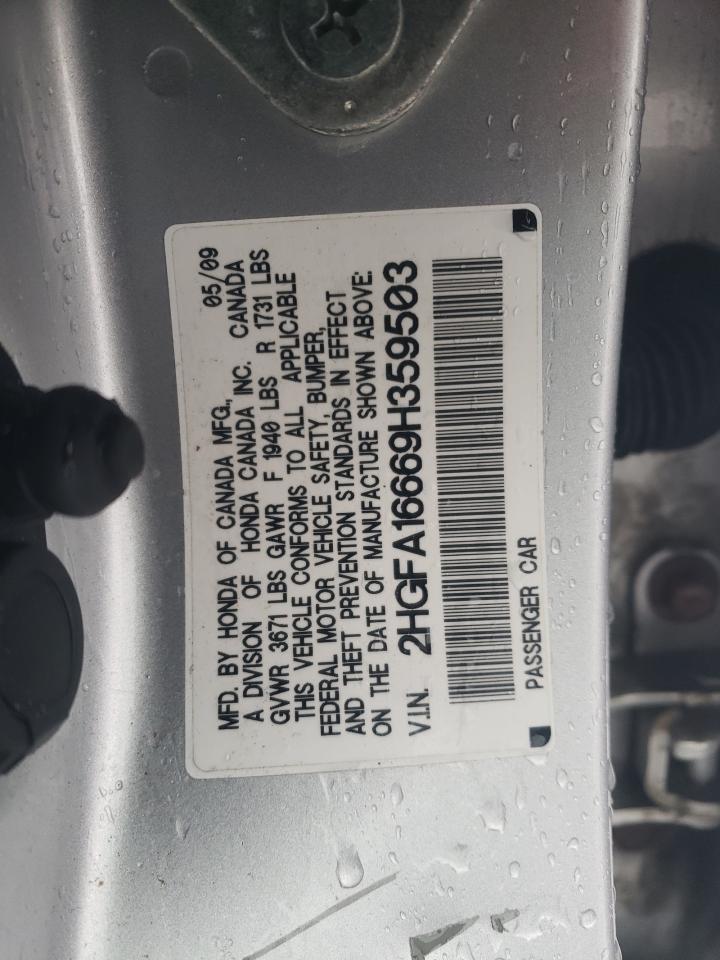 MFD. BY HONDA OF CANADA MFG., 05/09
A DIVISION OF HONDA CANADA INC. CANADA
GVWR 3671 LBS GAWR F 1940 LBS R 1731 LBS
THIS VEHICLE CONFORMS TO ALL APPLICABLE
FEDERAL MOTOR VEHICLE SAFETY, BUMPER,
AND THEFT PREVENTION STANDARDS IN EFFECT
ON THE DATE OF MANUFACTURE SHOWN ABOVE.
V.I.N. 2HGFA16669H359503
PASSENGER CAR